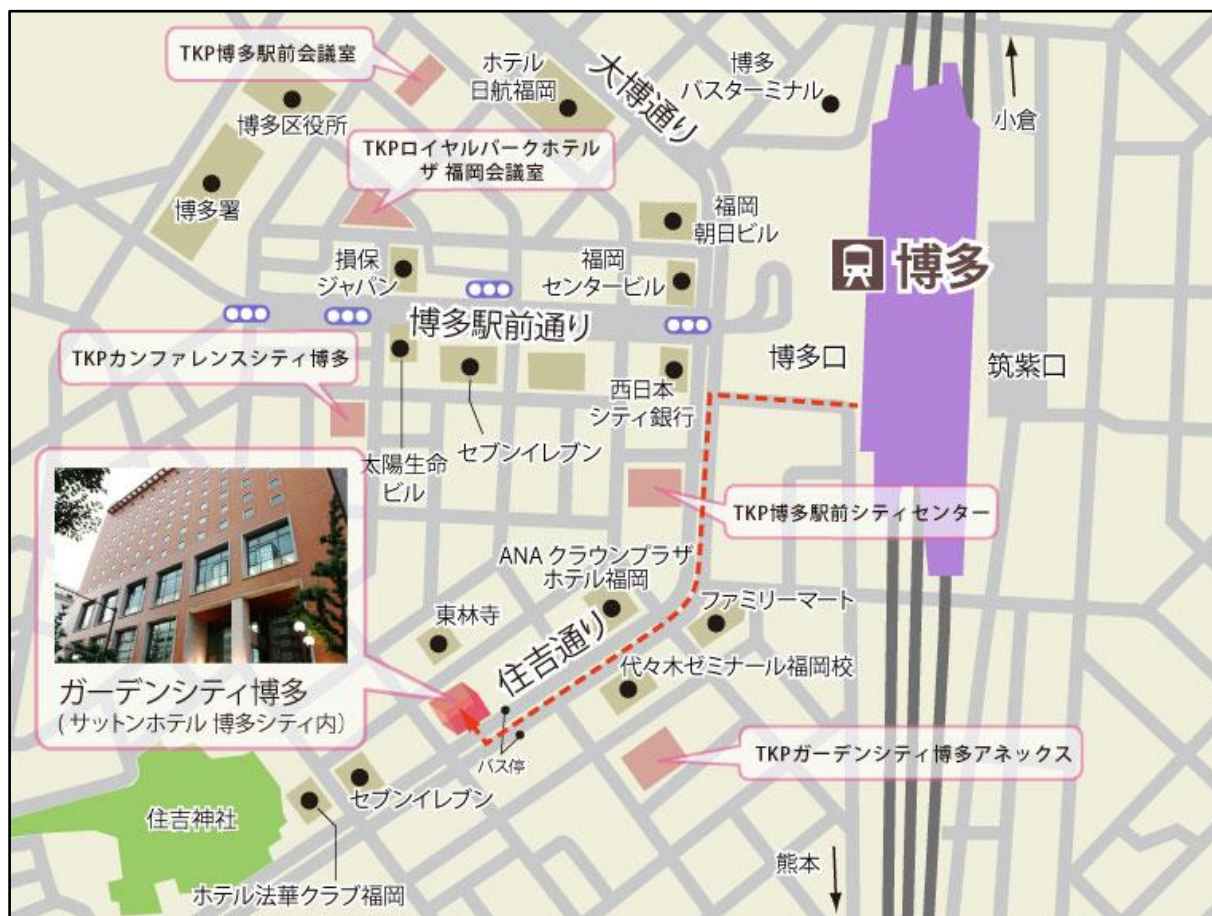 TKP博多駅前会議室
ホテル
日航福岡
大博通り
博多
バスターミナル
小倉
博多区役所
TKPロイヤルパークホテル
ザ 福岡会議室
博多署
福岡
朝日ビル
損保
ジャパン
福岡
センタービル
博多
博多駅前通り
TKPカンファレンスシティ博多
博多口
筑紫口
西日本
シティ銀行
セブンイレブン
太陽生命
ビル
TKP博多駅前シティセンター
ANA クラウンプラザ
ホテル福岡
ファミリーマート
東林寺
住吉通り
代々木ゼミナール福岡校
ガーデンシティ博多
(サットンホテル 博多シティ内)
バス停
TKPガーデンシティ博多アネックス
セブンイレブン
住吉神社
熊本
ホテル法華クラブ福岡